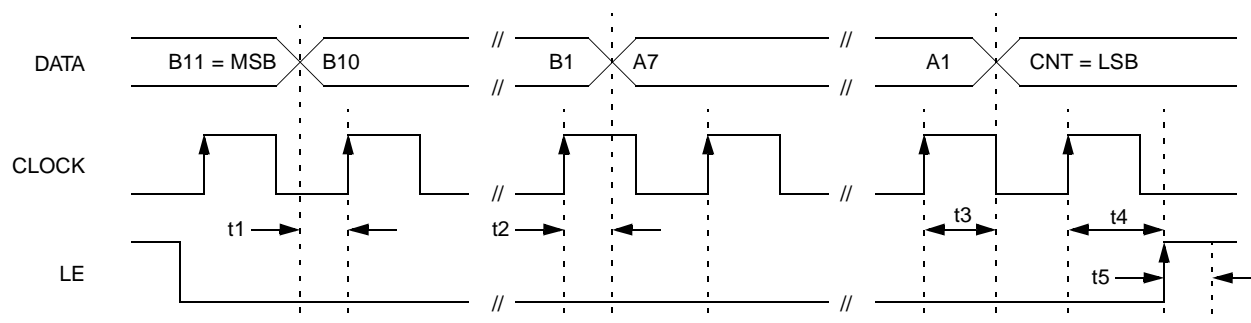 DATA B11 = MSB B10 // B1 A7 // A1 CNT = LSB
//
CLOCK // //
t1 t2 t3 t4
LE t5
// //